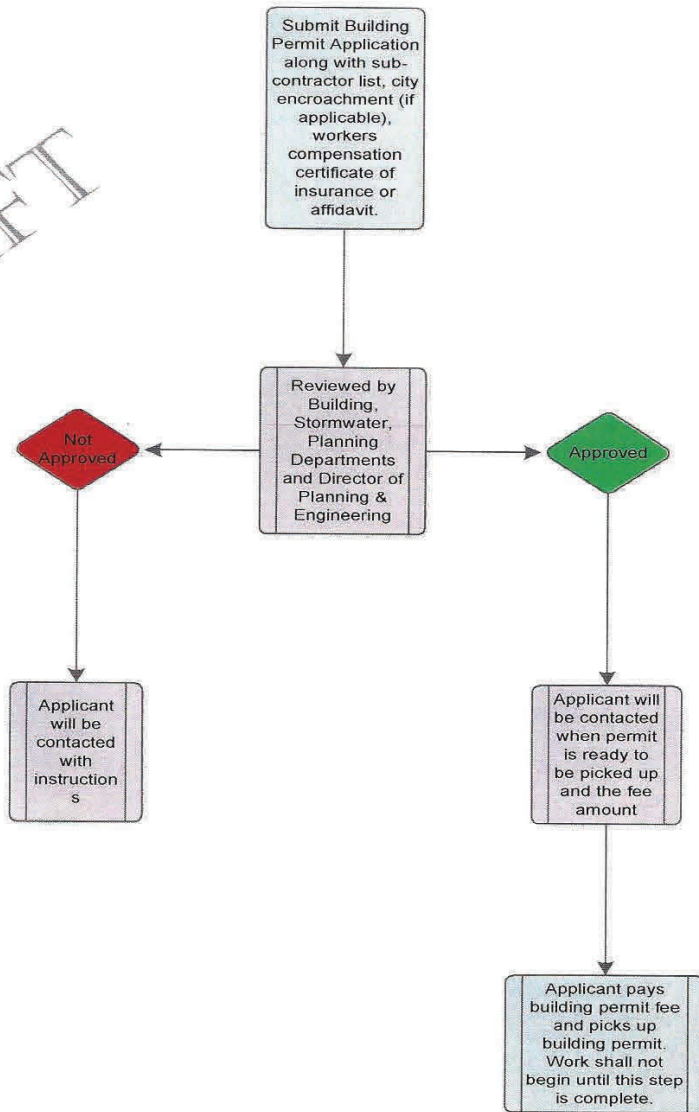 Submit Building
Permit Application
along with sub-
contractor list, city
encroachment (if
applicable),
workers
compensation
certificate of
insurance or
affidavit.
Reviewed by
Building,
Stormwater,
Planning
Departments
and Director of
Planning &
Engineering
Not
Approved
Approved
Applicant
will be
contacted
with
instruction
s
Applicant will
be contacted
when permit
is ready to
be picked up
and the fee
amount
Applicant pays
building permit fee
and picks up
building permit.
Work shall not
begin until this step
is complete.